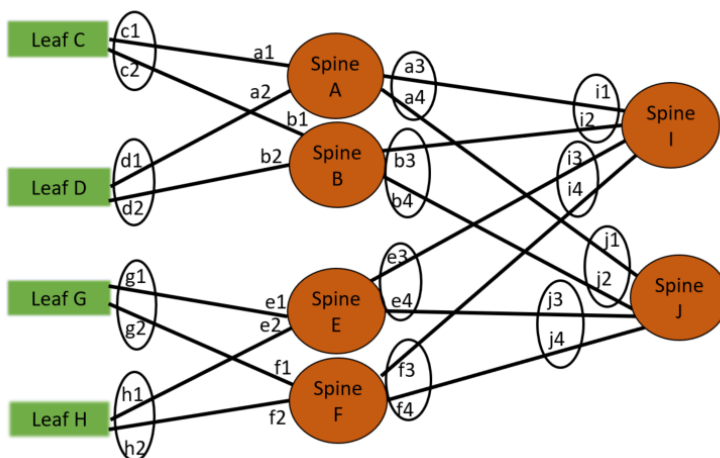 Leaf C
c1
c2
a1
a2
Spine
A
a3
a4
i1
i2
Spine
I
b1
b2
Spine
B
b3
b4
i3
i4
Leaf D
d1
d2
Leaf G
g1
g2
e1
e2
Spine
E
e3
e4
j1
j2
j3
j4
Spine
J
Leaf H
h1
h2
f1
f2
Spine
F
f3
f4